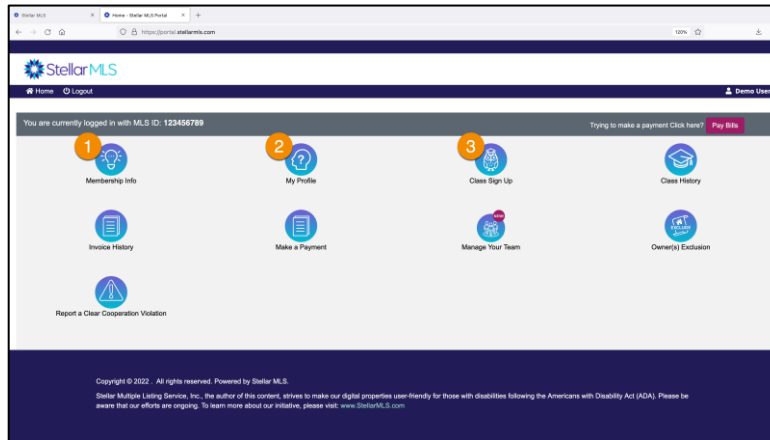 Stellar MLS
Home - Stellar MLS Portal
https://portal.stellarmls.com
120%
StellarMLS
Home Logout
Demo User
You are currently logged in with MLS ID: 123456789
Trying to make a payment Click here? Pay Bills
1 2 3
Membership Info My Profile Class Sign Up Class History
NEW!
EXCLUSION
Invoice History Make a Payment Manage Your Team Owner(s) Exclusion
Report a Clear Cooperation Violation
Copyright © 2022 . All rights reserved. Powered by Stellar MLS.
Stellar Multiple Listing Service, Inc., the author of this content, strives to make our digital properties user-friendly for those with disabilities following the Americans with Disability Act (ADA). Please be
aware that our efforts are ongoing. To learn more about our initiative, please visit: www.StellarMLS.com